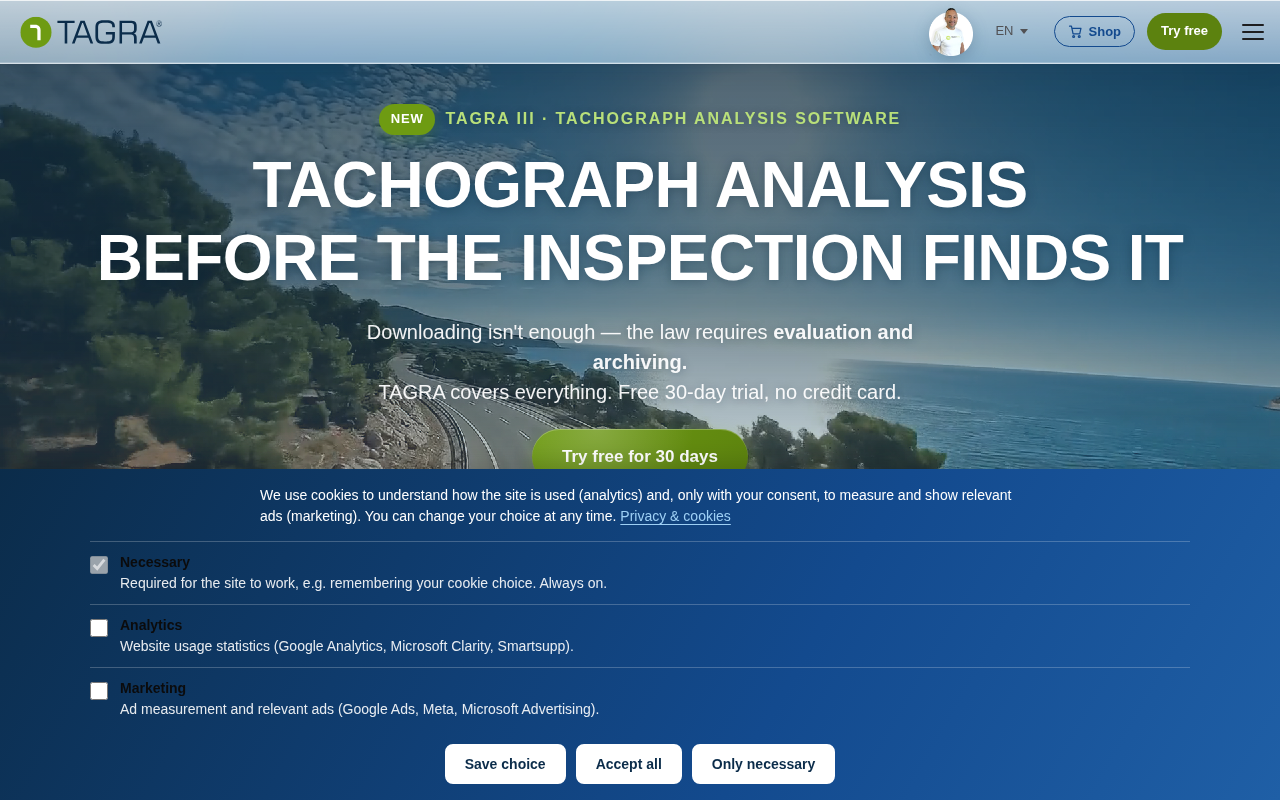 TAGRA®
EN
Shop
Try free
NEW
TAGRA III · TACHOGRAPH ANALYSIS SOFTWARE
TACHOGRAPH ANALYSIS
BEFORE THE INSPECTION FINDS IT
Downloading isn't enough — the law requires evaluation and
archiving.
TAGRA covers everything. Free 30-day trial, no credit card.
Try free for 30 days
We use cookies to understand how the site is used (analytics) and, only with your consent, to measure and show relevant
ads (marketing). You can change your choice at any time. Privacy & cookies
Necessary
Required for the site to work, e.g. remembering your cookie choice. Always on.
Analytics
Website usage statistics (Google Analytics, Microsoft Clarity, Smartsupp).
Marketing
Ad measurement and relevant ads (Google Ads, Meta, Microsoft Advertising).
Save choice
Accept all
Only necessary